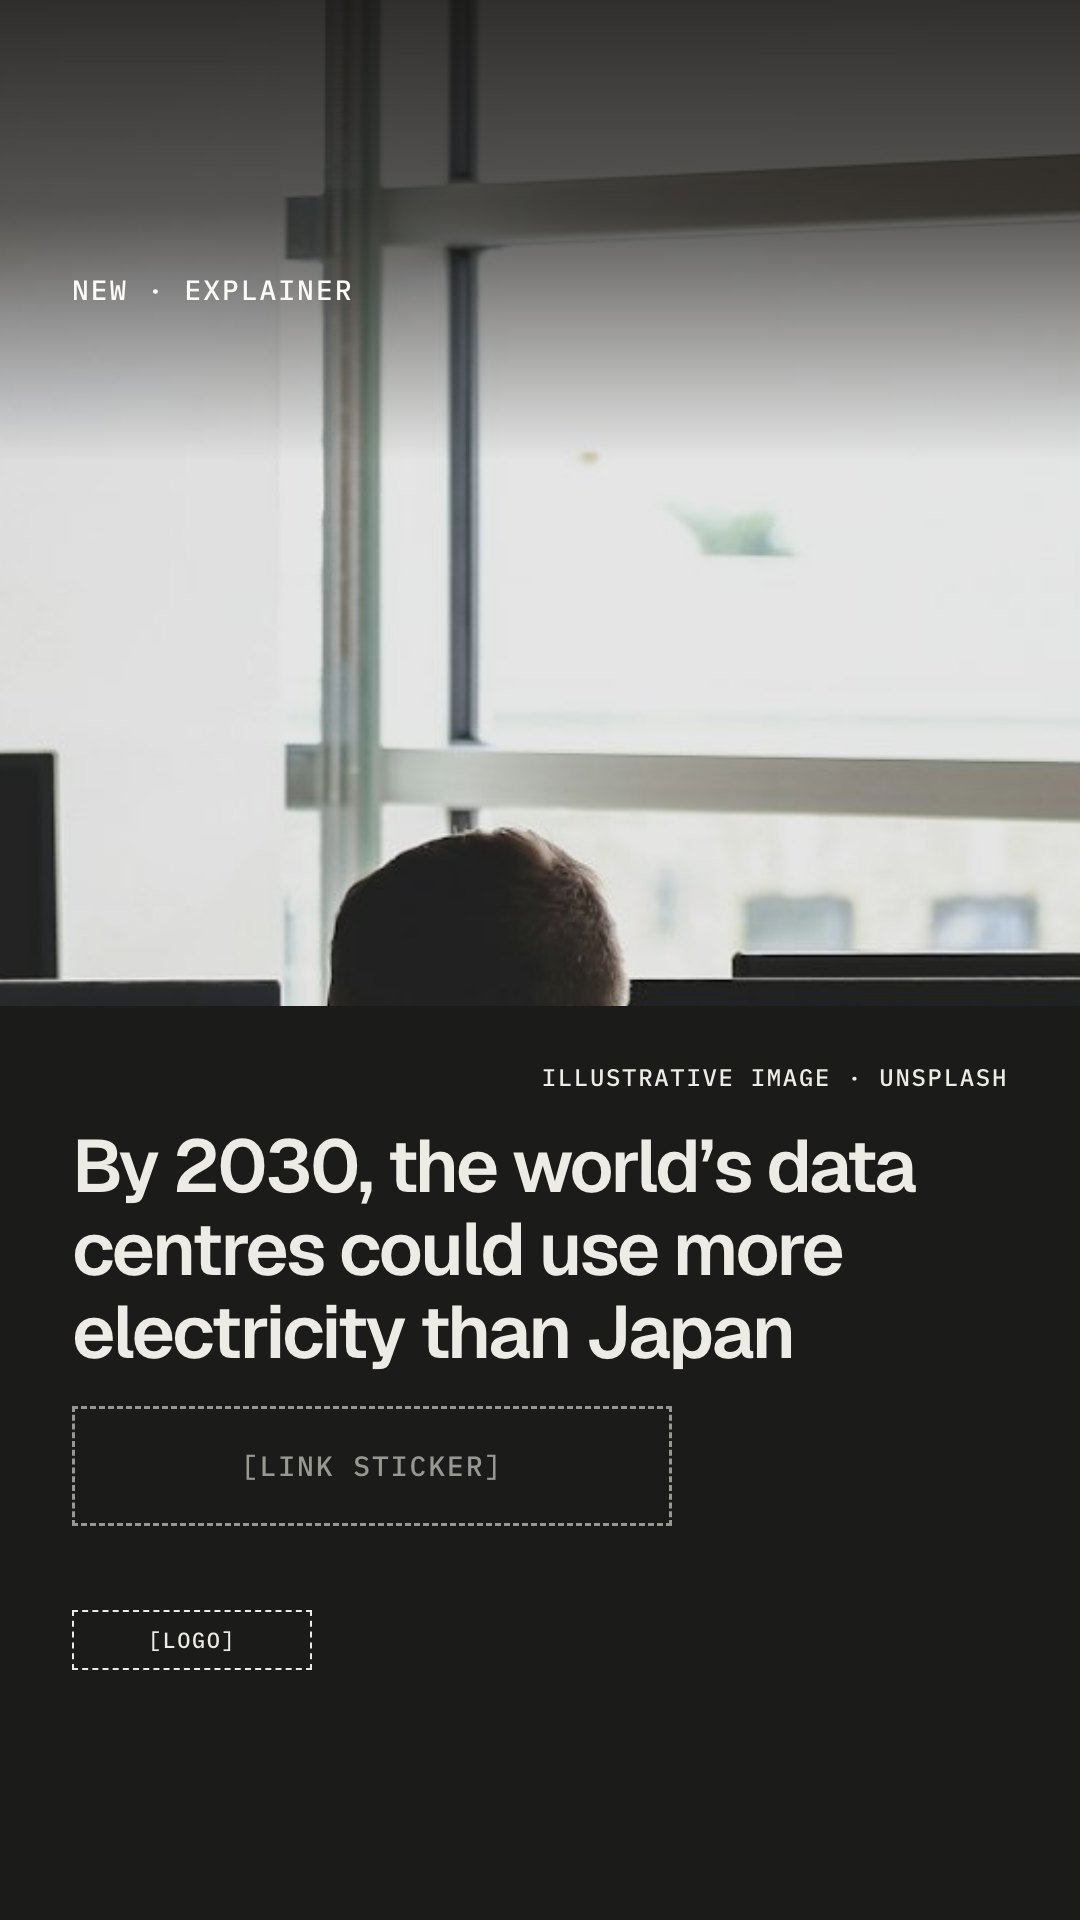 NEW · EXPLAINER
ILLUSTRATIVE IMAGE · UNSPLASH
By 2030, the world’s data
centres could use more
electricity than Japan
[LINK STICKER]
[LOGO]